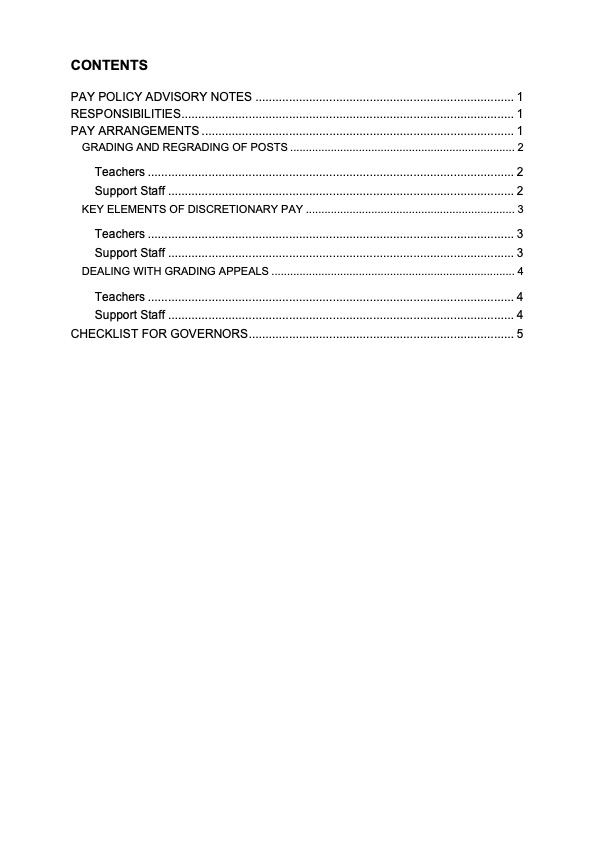 CONTENTS
PAY POLICY ADVISORY NOTES ............................................................................. 1
RESPONSIBILITIES................................................................................................... 1
PAY ARRANGEMENTS ............................................................................................. 1
GRADING AND REGRADING OF POSTS ......................................................................... 2
Teachers ............................................................................................................. 2
Support Staff ....................................................................................................... 2
KEY ELEMENTS OF DISCRETIONARY PAY .................................................................... 3
Teachers ............................................................................................................. 3
Support Staff ....................................................................................................... 3
DEALING WITH GRADING APPEALS ............................................................................... 4
Teachers ............................................................................................................. 4
Support Staff ....................................................................................................... 4
CHECKLIST FOR GOVERNORS............................................................................... 5